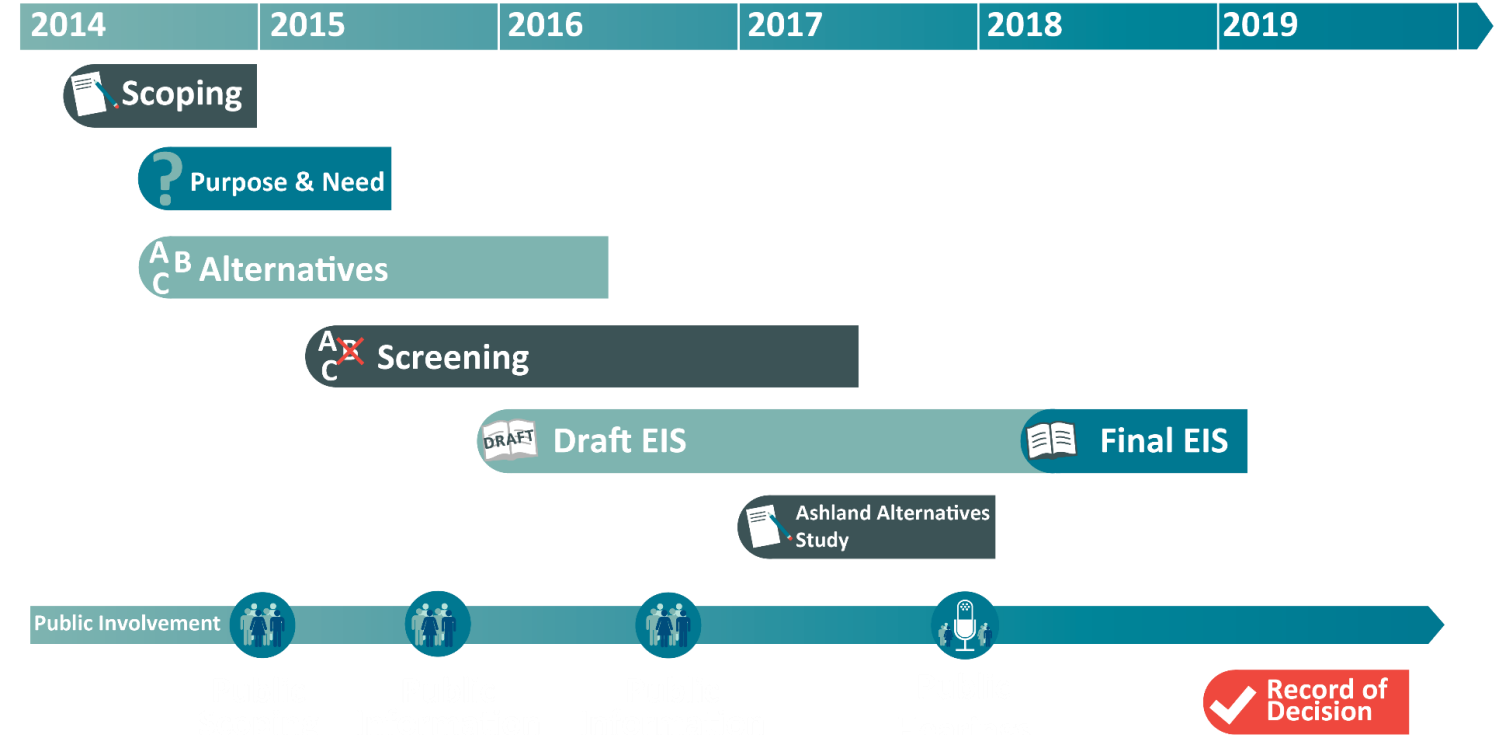 2014 2015 2016 2017 2018 2019
Scoping
? Purpose & Need
A B C Alternatives
A B C Screening
DRAFT Draft EIS Final EIS
Ashland Alternatives
Study
Public Involvement
Record of
Decision